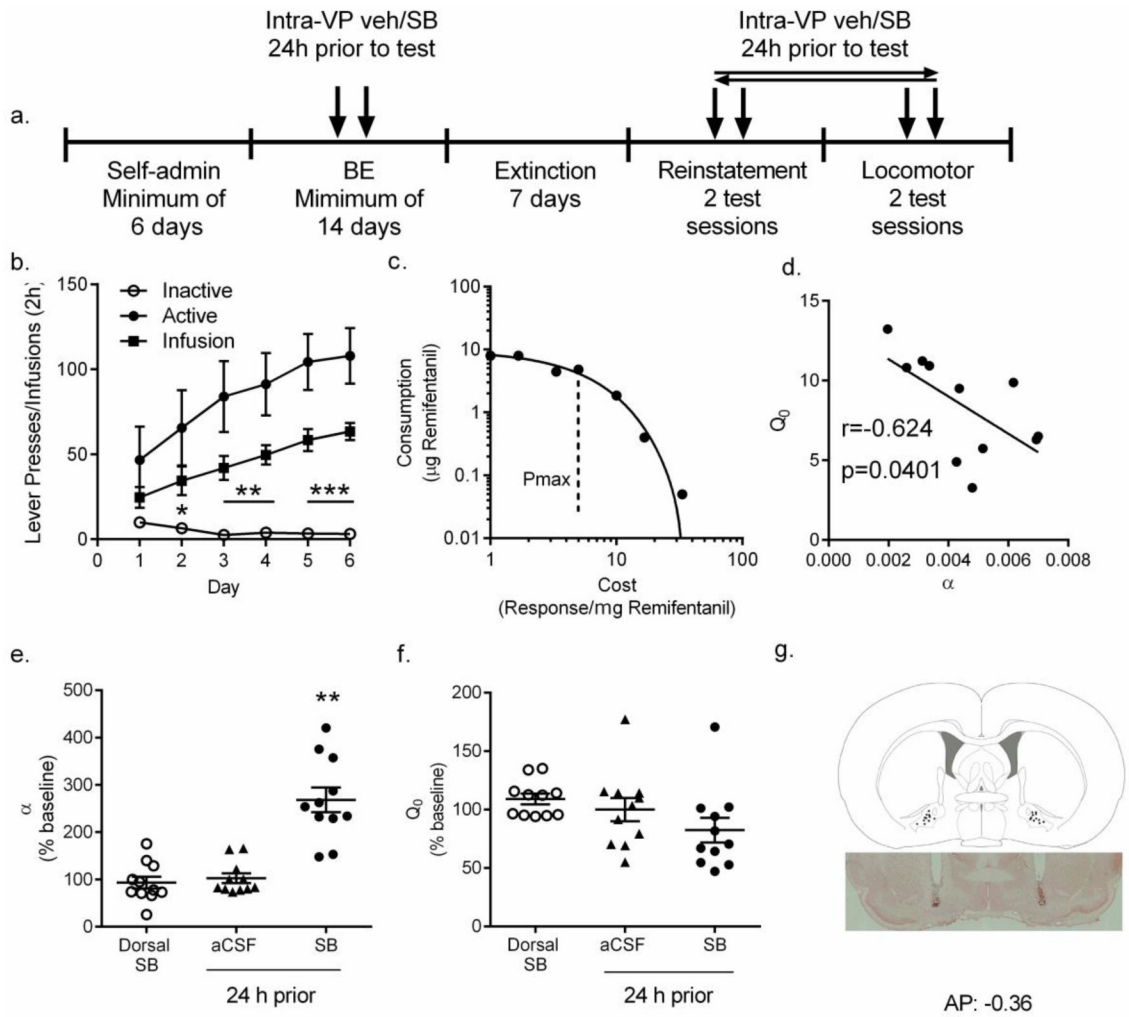 Intra-VP veh/SB
24h prior to test
Intra-VP veh/SB
24h prior to test
a.
Self-admin
Minimum of
6 days
BE
Mimimum of
14 days
Extinction
7 days
Reinstatement
2 test
sessions
Locomotor
2 test
sessions
b.
Lever Presses/Infusions (2h)
150
100
50
0
Inactive
Active
Infusion
*
**
***
0 1 2 3 4 5 6
Day
c.
Consumption
(µg Remifentanil)
100
10
1
0.1
0.01
Pmax
1 10 100
Cost
(Response/mg Remifentanil)
d.
Q0
15
10
5
0
r=-0.624
p=0.0401
0.000 0.002 0.004 0.006 0.008
α
e.
α
(% baseline)
500
400
300
200
100
0
**
Dorsal
SB
aCSF
SB
24 h prior
f.
Q0
(% baseline)
200
150
100
50
0
Dorsal
SB
aCSF
SB
24 h prior
g.
AP: -0.36